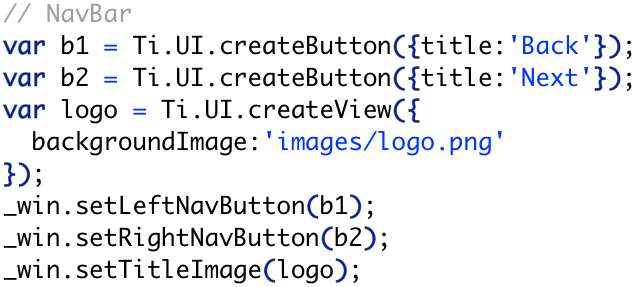 // NavBar
var b1 = Ti.UI.createButton({title:'Back'});
var b2 = Ti.UI.createButton({title:'Next'});
var logo = Ti.UI.createView({
  backgroundImage:'images/logo.png'
});
_win.setLeftNavButton(b1);
_win.setRightNavButton(b2);
_win.setTitleImage(logo);